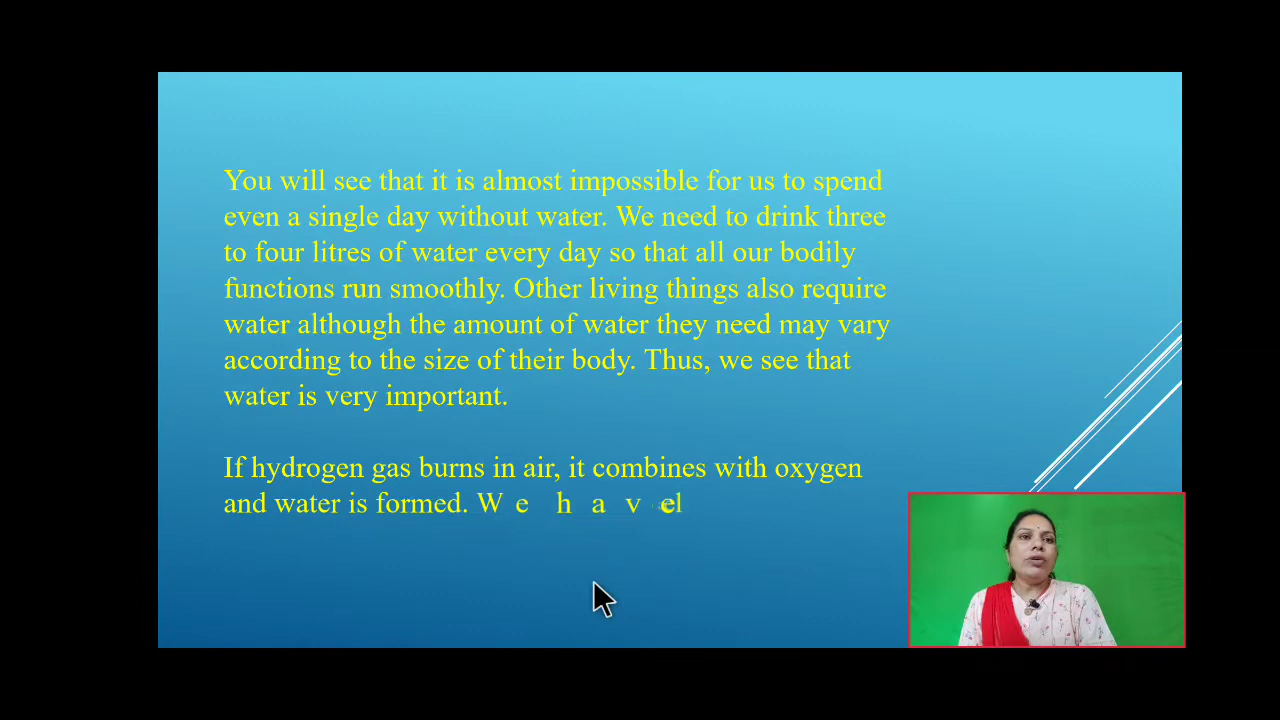 You will see that it is almost impossible for us to spend
even a single day without water. We need to drink three
to four litres of water every day so that all our bodily
functions run smoothly. Other living things also require
water although the amount of water they need may vary
according to the size of their body. Thus, we see that
water is very important.
If hydrogen gas burns in air, it combines with oxygen
and water is formed. We have